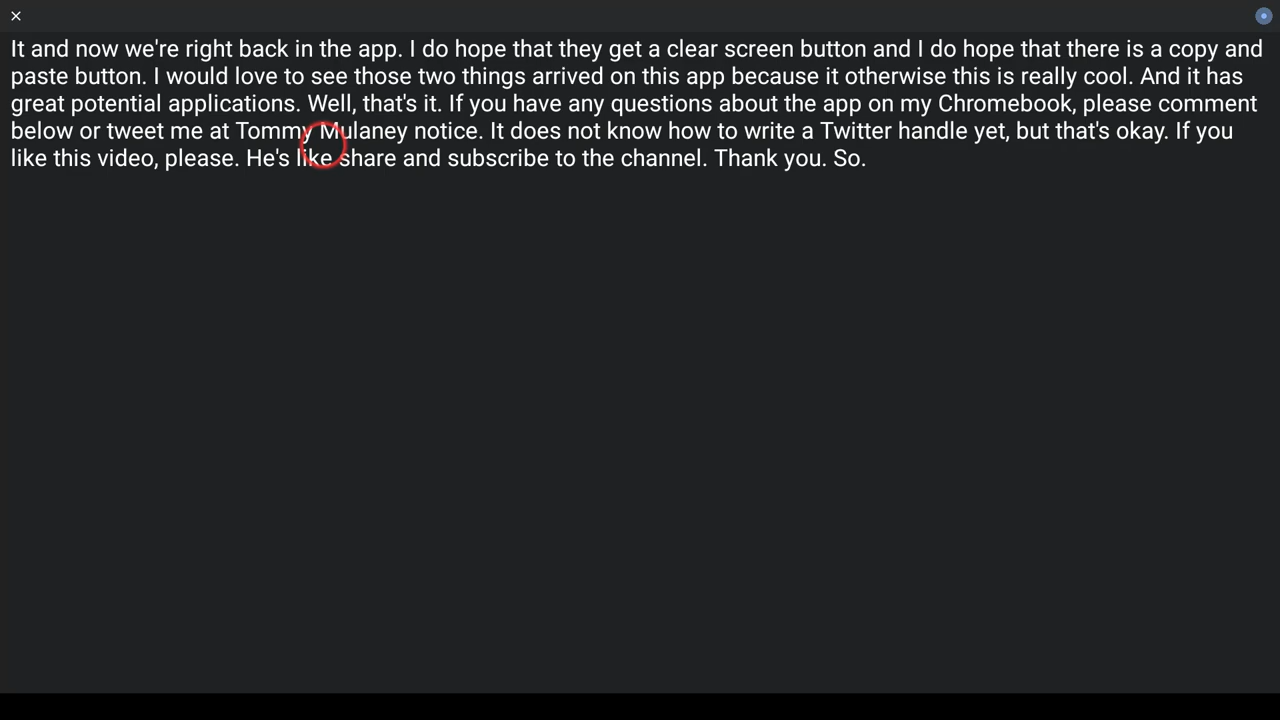 It and now we're right back in the app. I do hope that they get a clear screen button and I do hope that there is a copy and
paste button. I would love to see those two things arrived on this app because it otherwise this is really cool. And it has
great potential applications. Well, that's it. If you have any questions about the app on my Chromebook, please comment
below or tweet me at Tommy Mulaney notice. It does not know how to write a Twitter handle yet, but that's okay. If you
like this video, please. He's like share and subscribe to the channel. Thank you. So.